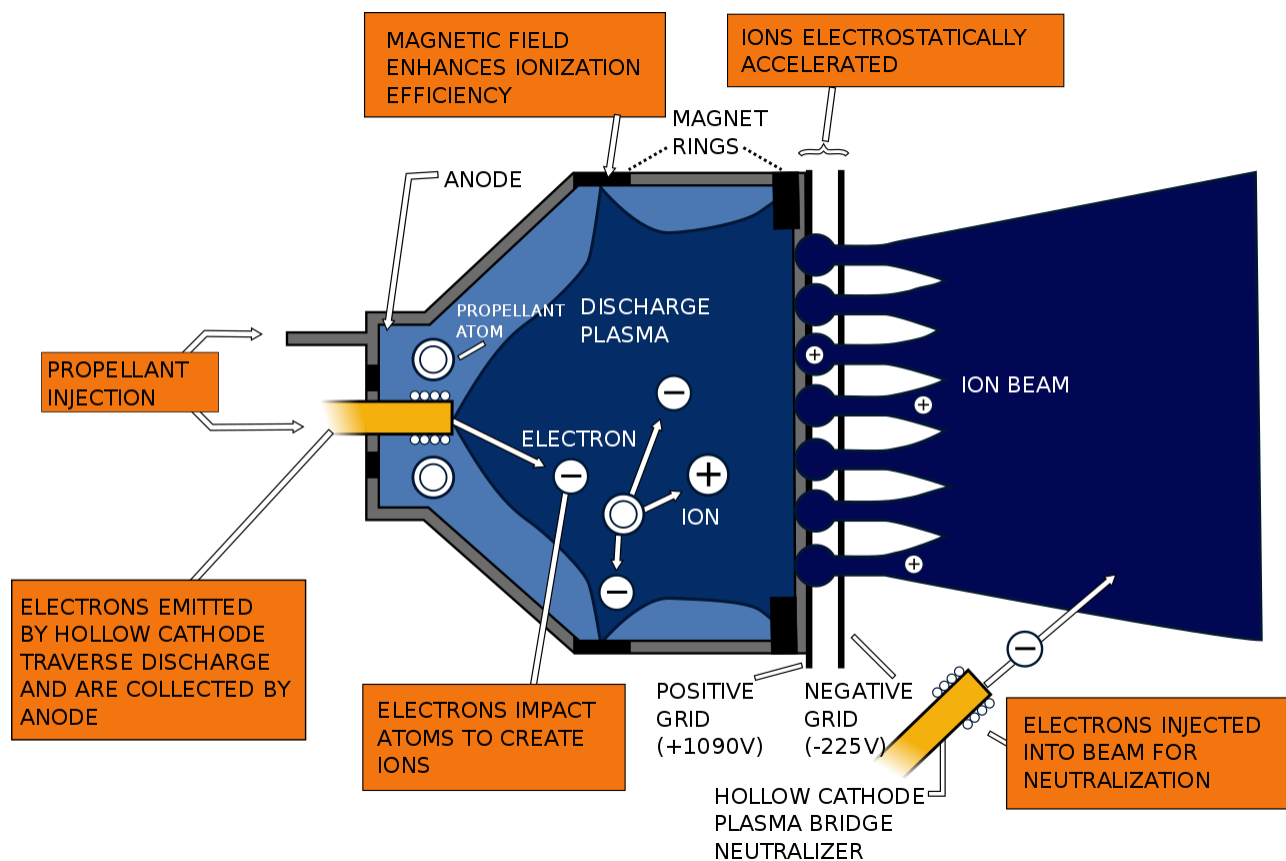 MAGNETIC FIELD
ENHANCES IONIZATION
EFFICIENCY
IONS ELECTROSTATICALLY
ACCELERATED
MAGNET
RINGS
ANODE
PROPELLANT
ATOM
DISCHARGE
PLASMA
PROPELLANT
INJECTION
ION BEAM
ELECTRON
ION
ELECTRONS EMITTED
BY HOLLOW CATHODE
TRAVERSE DISCHARGE
AND ARE COLLECTED BY
ANODE
ELECTRONS IMPACT
ATOMS TO CREATE
IONS
POSITIVE
GRID
(+1090V)
NEGATIVE
GRID
(-225V)
ELECTRONS INJECTED
INTO BEAM FOR
NEUTRALIZATION
HOLLOW CATHODE
PLASMA BRIDGE
NEUTRALIZER